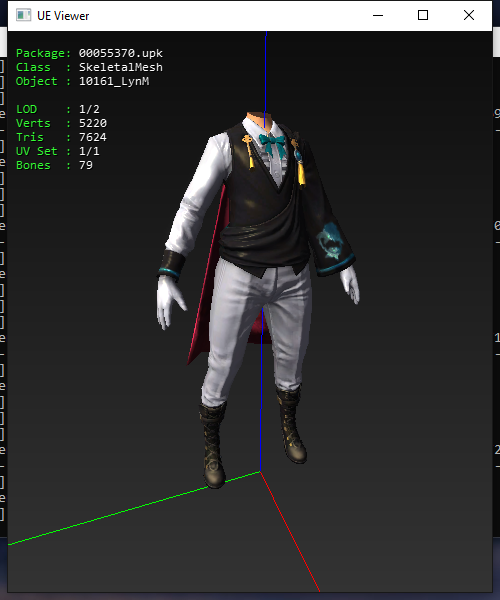 UE Viewer
Package: 00055370.upk
Class : SkeletalMesh
Object : 10161_LynM
LOD : 1/2
Verts : 5220
Tris : 7624
UV Set : 1/1
Bones : 79